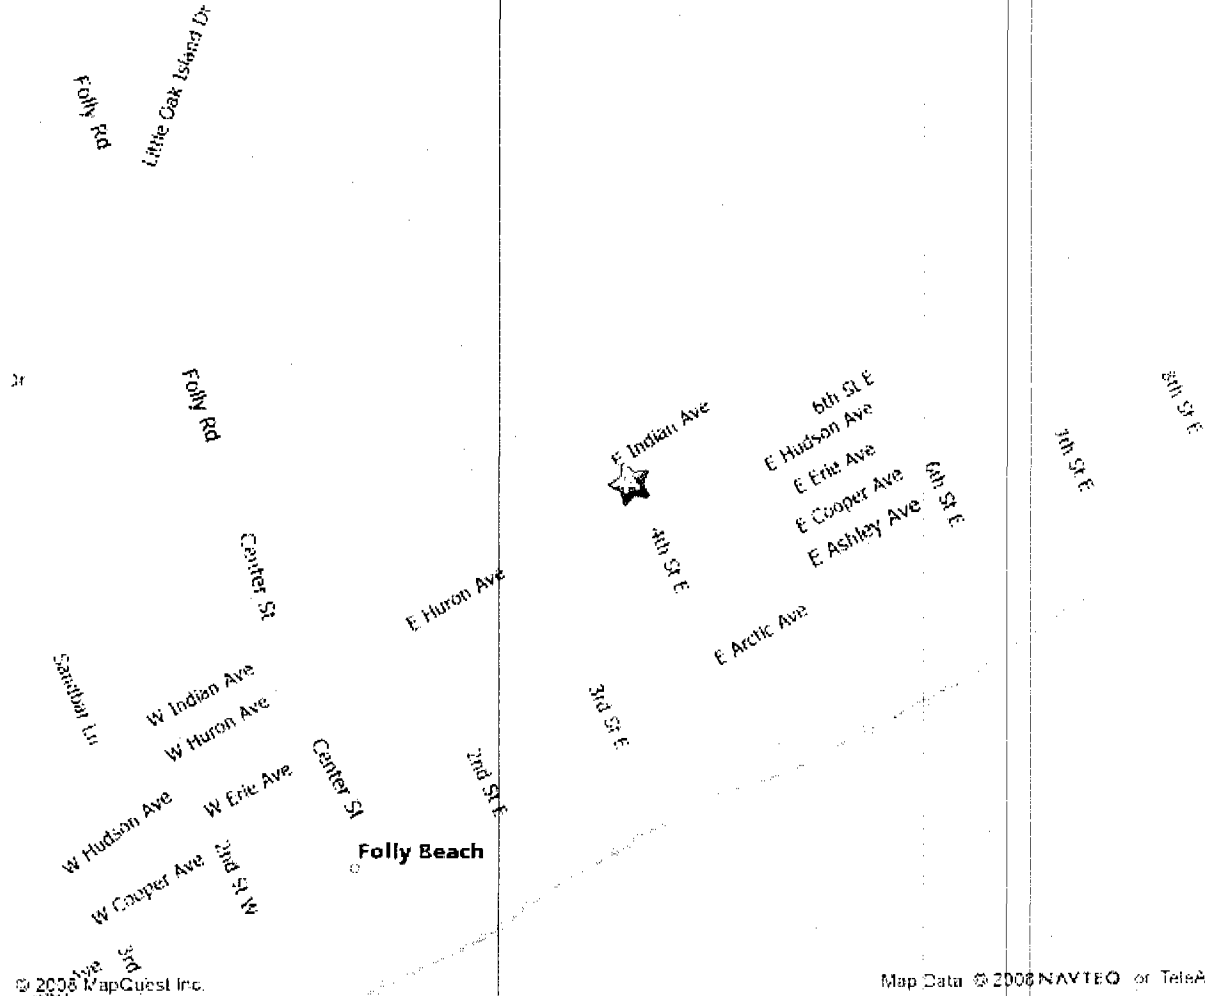 Little Oak Island Dr
Folly Rd
Folly Rd
8th St E
6th St E
E Indian Ave
E Hudson Ave
7th St E
E Erie Ave
6th St E
E Cooper Ave
E Ashley Ave
4th St E
Center St
E Huron Ave
E Arctic Ave
Sandbar Ln
W Indian Ave
3rd St E
W Huron Ave
Center St
2nd St E
W Erie Ave
W Hudson Ave
Folly Beach
2nd St W
W Cooper Ave
3rd
Ave
© 2008 MapQuest Inc.
Map Data © 2008 NAVTEQ or TeleA